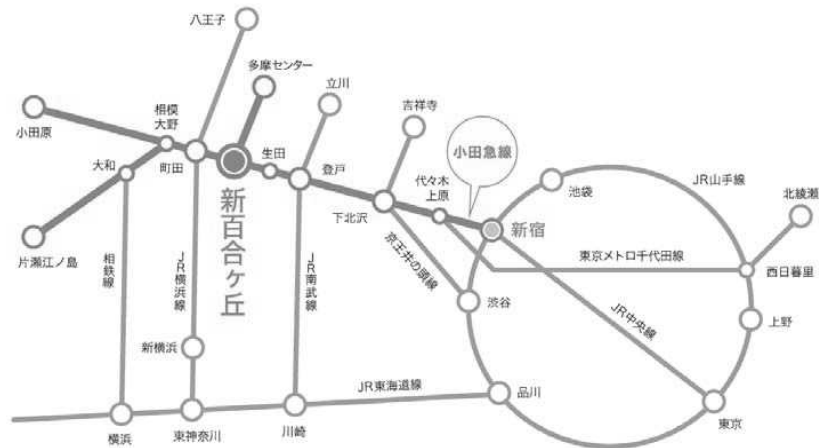 八王子
多摩センター
立川
吉祥寺
小田急線
池袋
JR山手線
北綾瀬
小田原
相模
大野
大和
町田
新百合ヶ丘
生田
登戸
下北沢
代々木
上原
新宿
片瀬江ノ島
相鉄線
JR横浜線
JR南武線
京王井の頭線
東京メトロ千代田線
西日暮里
渋谷
JR中央線
上野
新横浜
JR東海道線
品川
東京
横浜
東神奈川
川崎